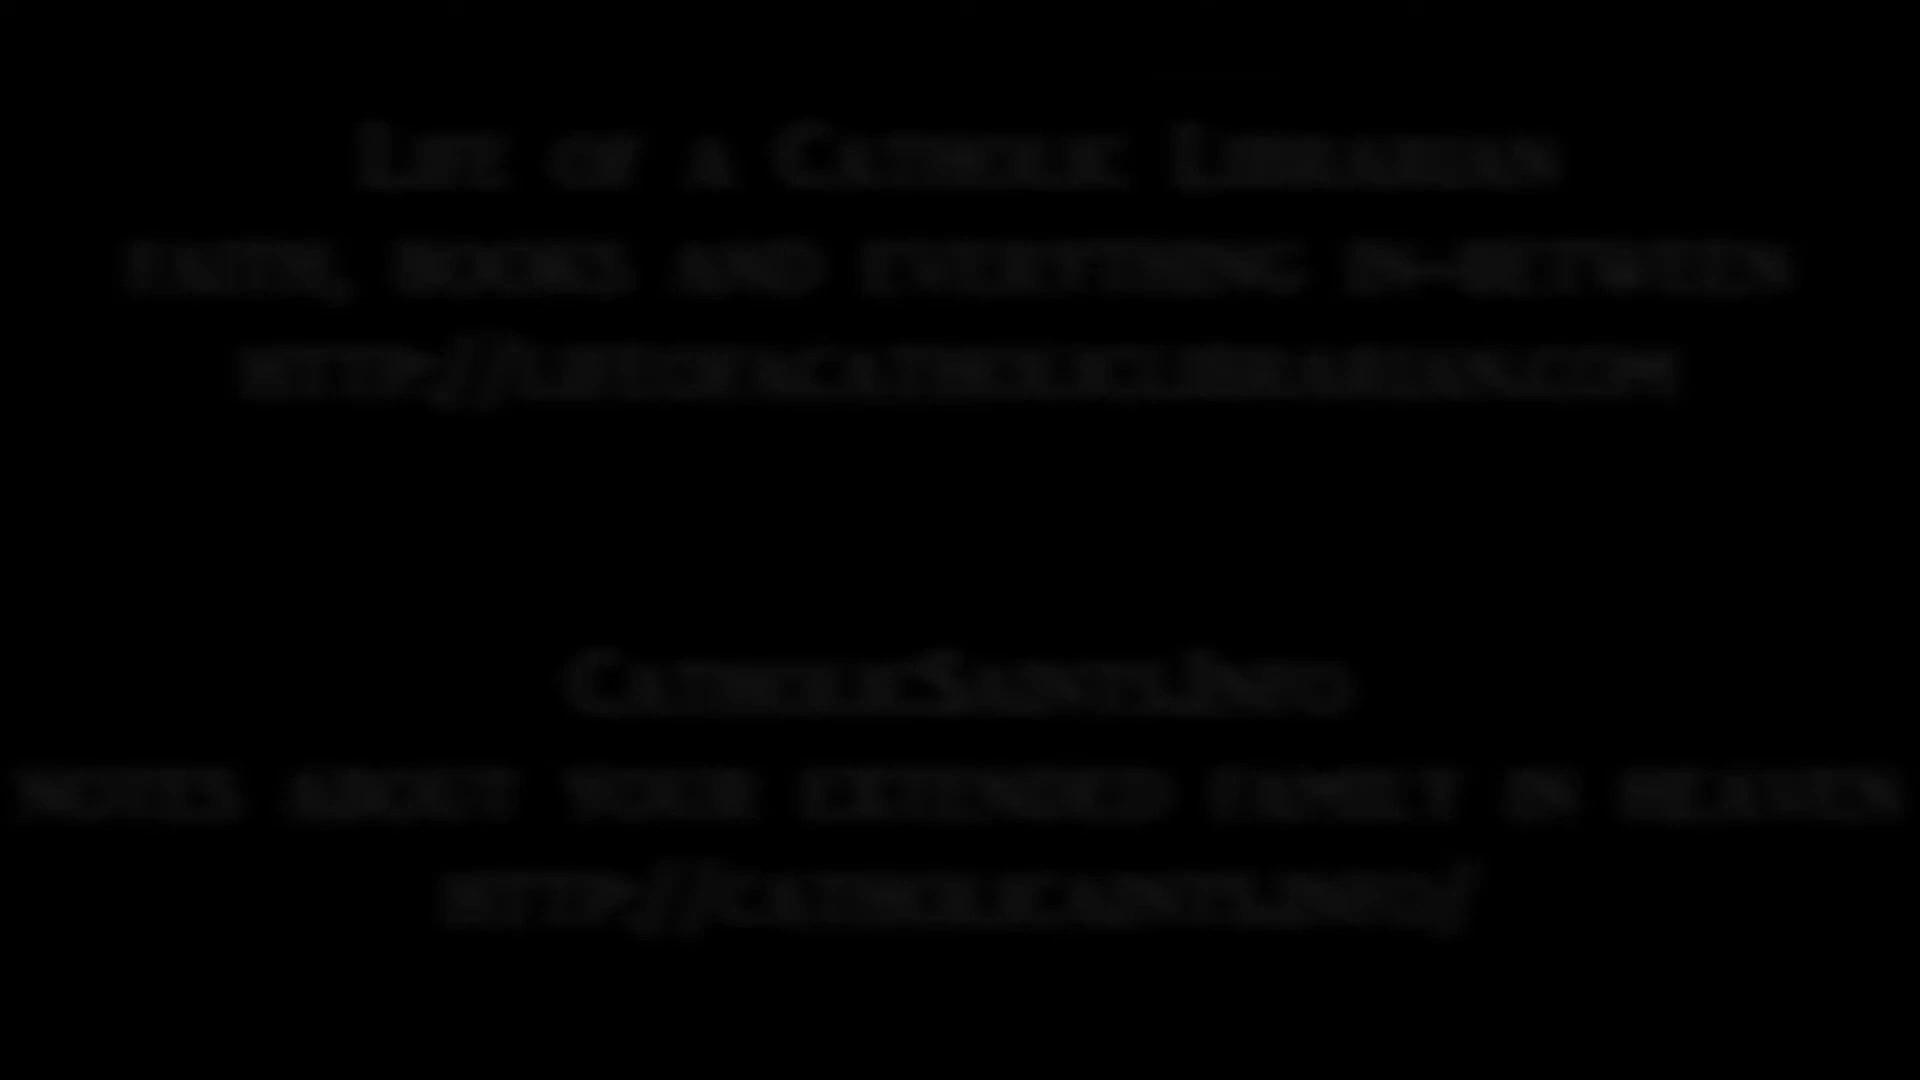 Life of a Catholic Librarian
faith, books and everything in-between
http://lifeofacatholiclibrarian.com
CatholicSaints.Info
notes about your extended family in heaven
http://catholicaints.info/